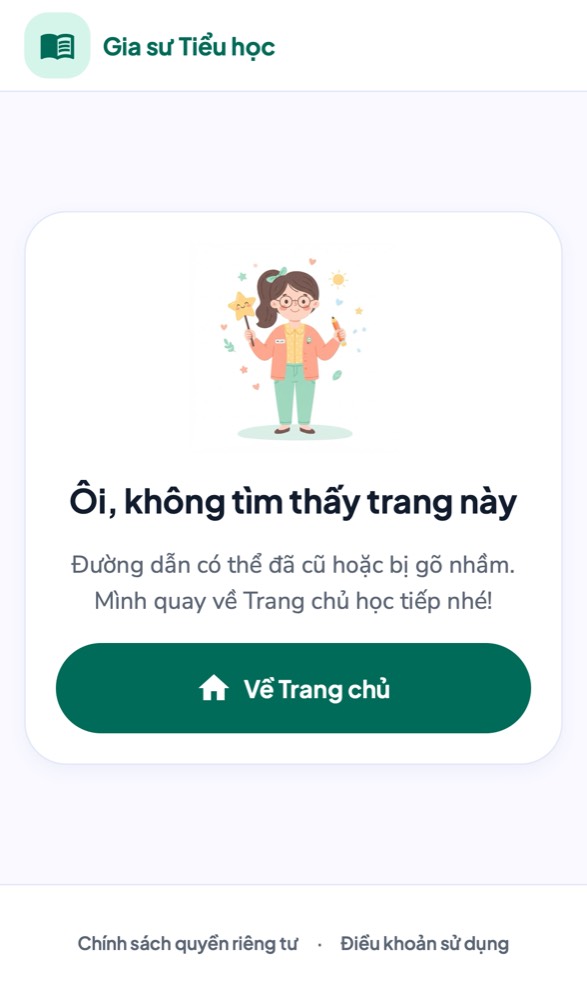 Gia sư Tiểu học
Ôi, không tìm thấy trang này
Đường dẫn có thể đã cũ hoặc bị gõ nhầm.
Mình quay về Trang chủ học tiếp nhé!
Về Trang chủ
Chính sách quyền riêng tư · Điều khoản sử dụng